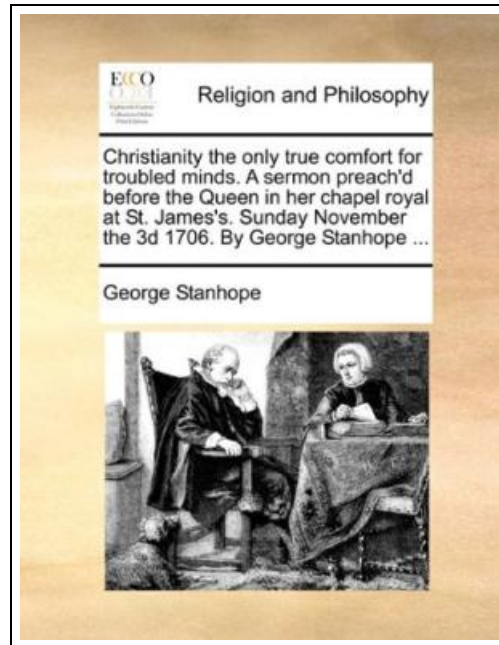 ECCO
Religion and Philosophy
Christianity the only true comfort for
troubled minds. A sermon preach'd
before the Queen in her chapel royal
at St. James's. Sunday November
the 3d 1706. By George Stanhope ...
George Stanhope